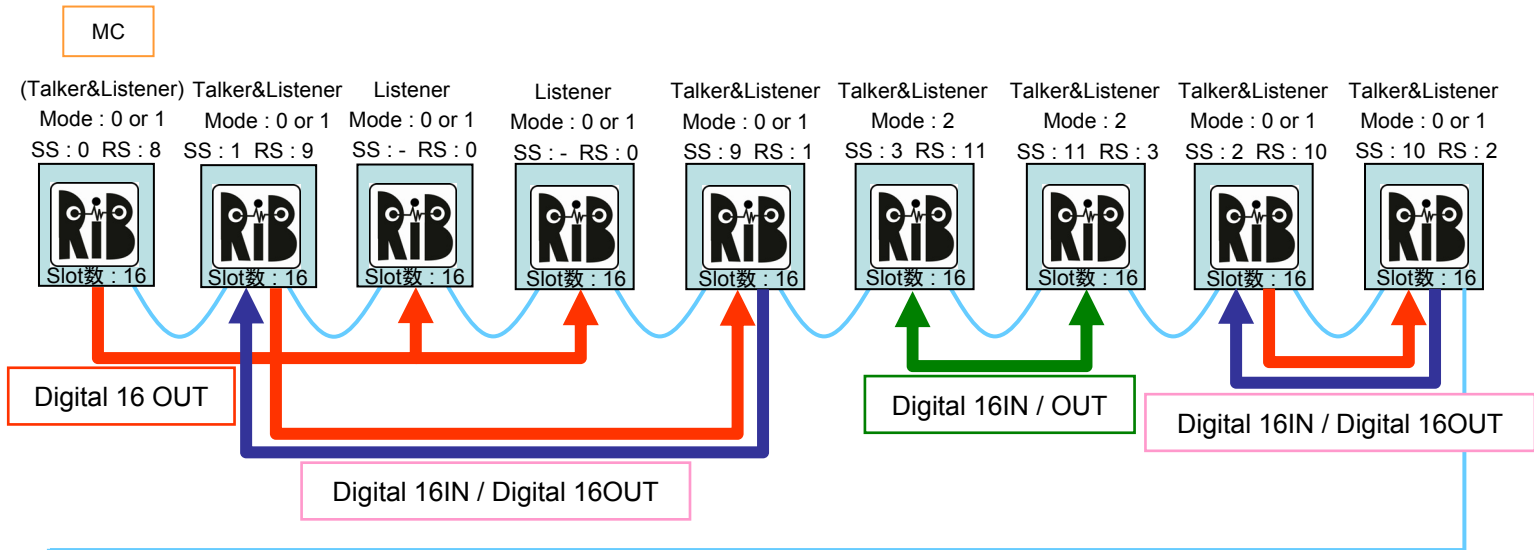 MC
(Talker&Listener) Talker&Listener Listener Listener Talker&Listener Talker&Listener Talker&Listener Talker&Listener Talker&Listener
Mode : 0 or 1 Mode : 0 or 1 Mode : 0 or 1 Mode : 0 or 1 Mode : 0 or 1 Mode : 2 Mode : 2 Mode : 0 or 1 Mode : 0 or 1
SS : 0 RS : 8 SS : 1 RS : 9 SS : - RS : 0 SS : - RS : 0 SS : 9 RS : 1 SS : 3 RS : 11 SS : 11 RS : 3 SS : 2 RS : 10 SS : 10 RS : 2
RiB RiB RiB RiB RiB RiB RiB RiB RiB
Slot数 : 16 Slot数 : 16 Slot数 : 16 Slot数 : 16 Slot数 : 16 Slot数 : 16 Slot数 : 16 Slot数 : 16 Slot数 : 16
Digital 16 OUT
Digital 16IN / OUT
Digital 16IN / Digital 16OUT
Digital 16IN / Digital 16OUT